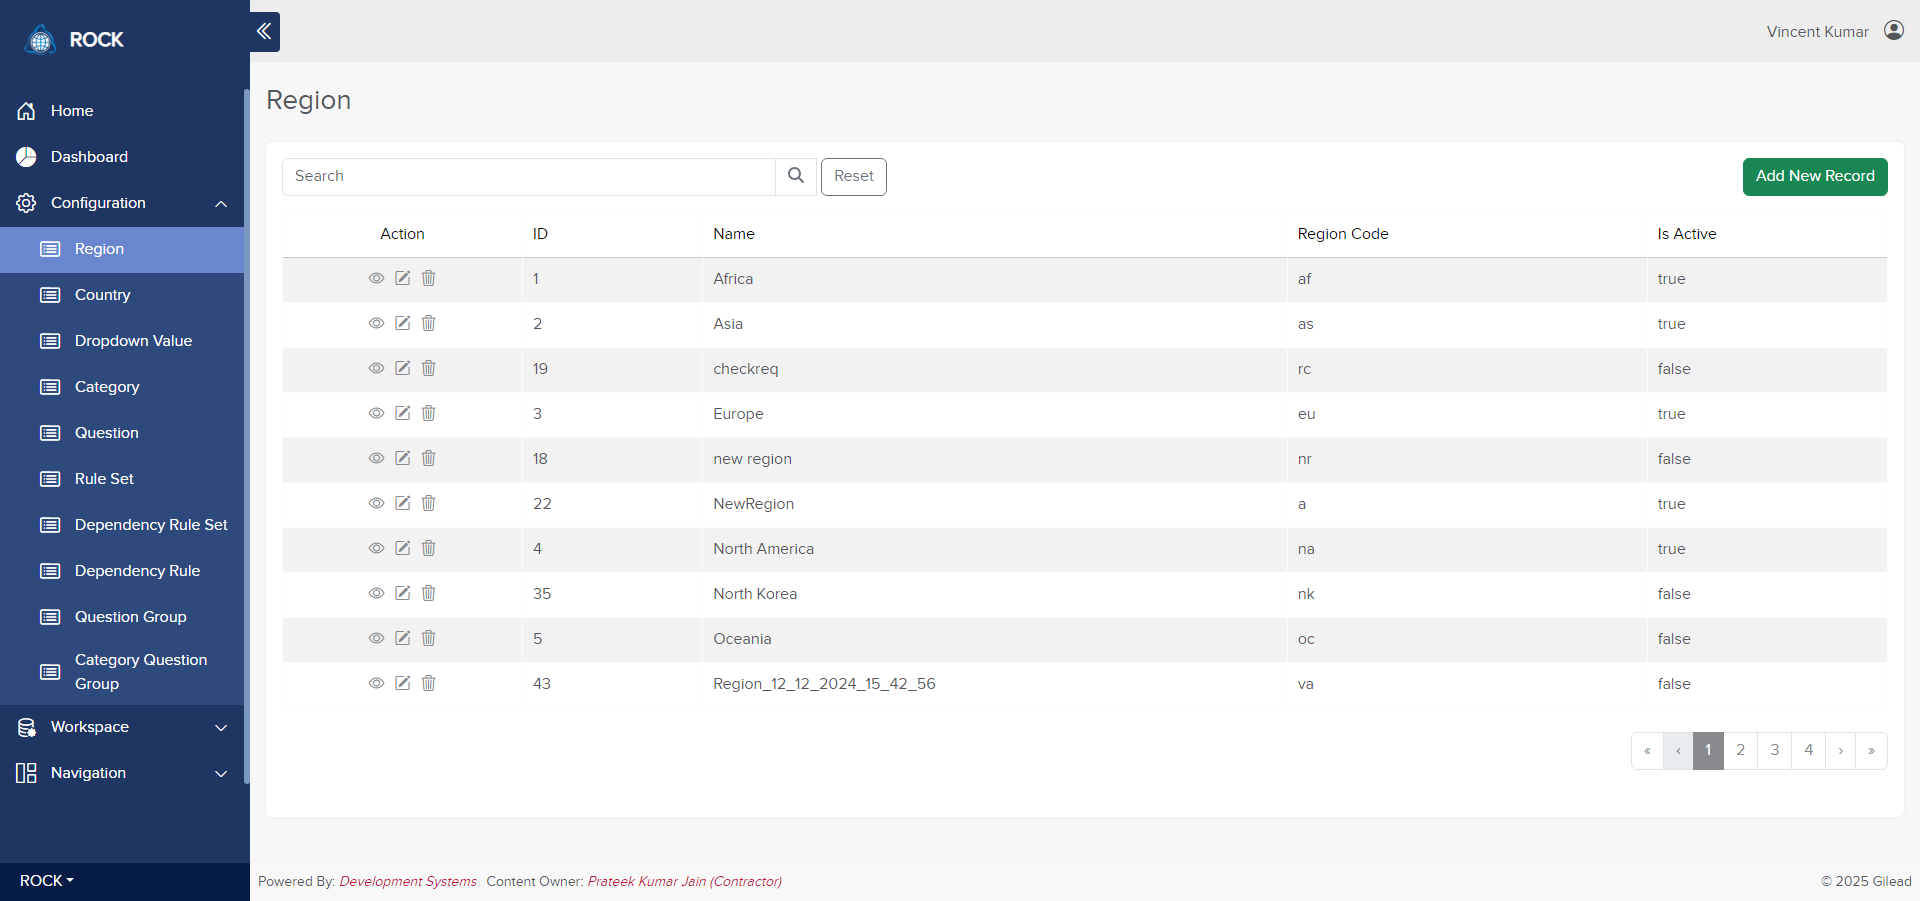 ROCK
Vincent Kumar
Home
Dashboard
Configuration
Region
Country
Dropdown Value
Category
Question
Rule Set
Dependency Rule Set
Dependency Rule
Question Group
Category Question
Group
Workspace
Navigation
ROCK
Region
Search
Reset
Add New Record
Action ID Name Region Code Is Active
1 Africa af true
2 Asia as true
19 checkreq rc false
3 Europe eu true
18 new region nr false
22 NewRegion a true
4 North America na true
35 North Korea nk false
5 Oceania oc false
43 Region_12_12_2024_15_42_56 va false
« ‹ 1 2 3 4 › »
Powered By: Development Systems Content Owner: Prateek Kumar Jain (Contractor)
© 2025 Gilead